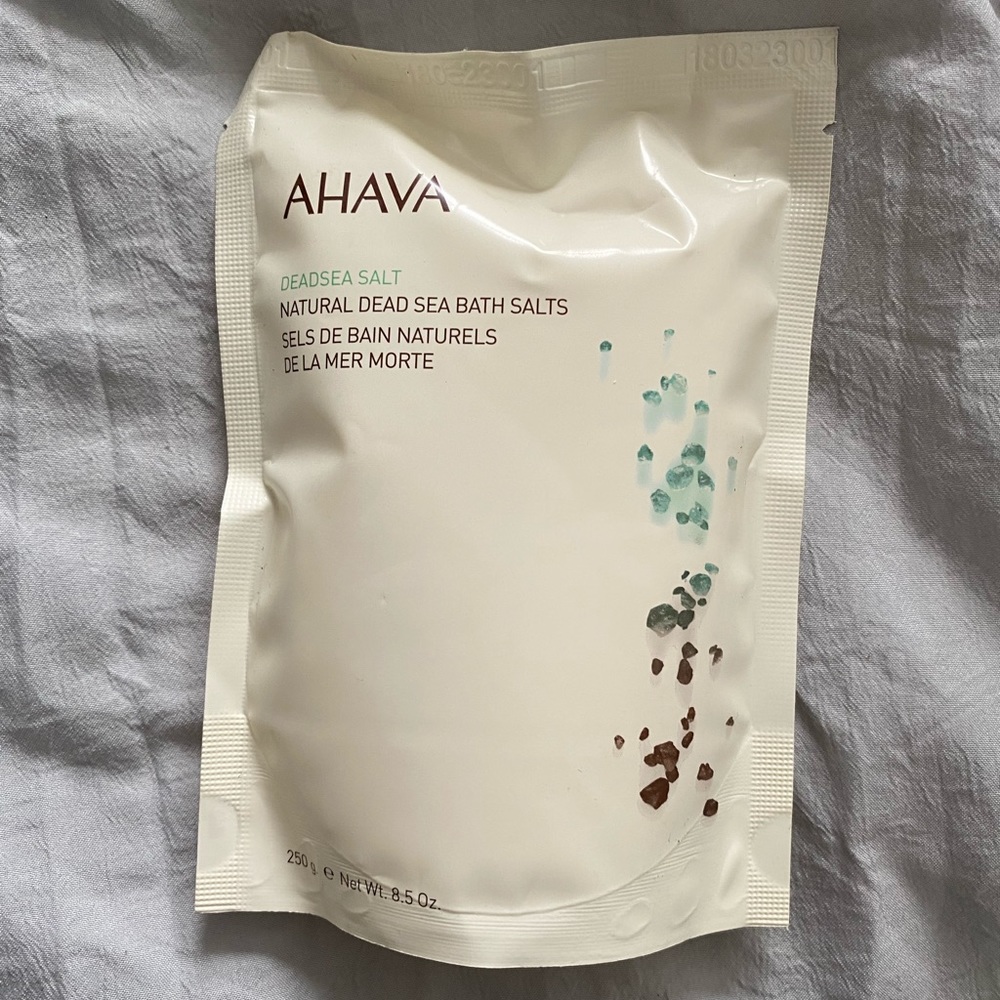 18032300
AHAVA
DEADSEA SALT
NATURAL DEAD SEA BATH SALTS
SELS DE BAIN NATURELS
DE LA MER MORTE
250 g e Net Wt. 8.5 Oz.